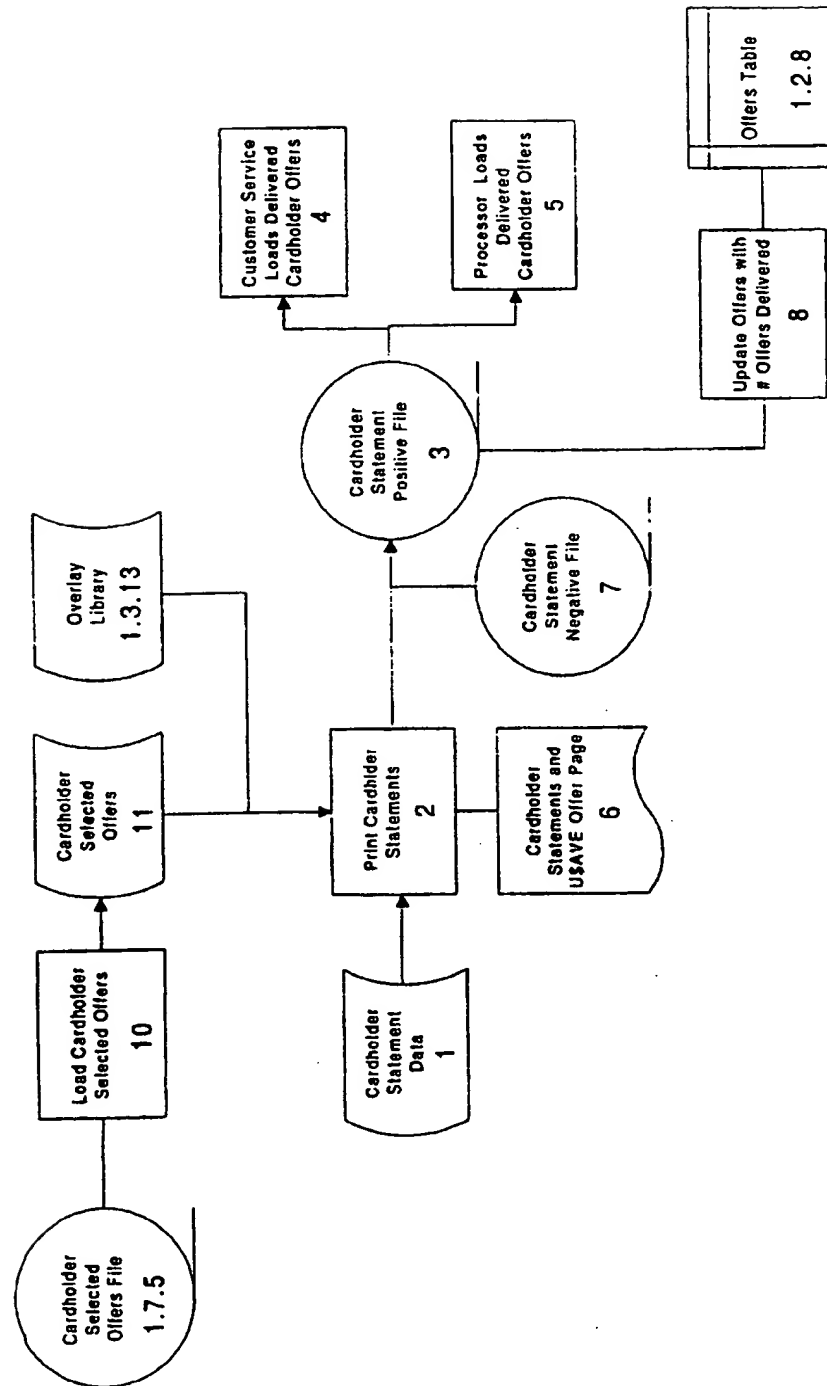 Cardholder
Selected
Offers File
1.7.5
Load Cardholder
Selected Offers
10
Cardholder
Selected
Offers
11
Overlay
Library
1.3.13
Cardholder
Statement
Data
1
Print Cardhlder
Statements
2
Cardholder
Statements and
U$AVE Offer Page
6
Cardholder
Statement
Positive File
3
Cardholder
Statement
Negative File
7
Customer Service
Loads Delivered
Cardholder Offers
4
Processor Loads
Delivered
Cardholder Offers
5
Update Offers with
# Offers Delivered
8
Offers Table
1.2.8